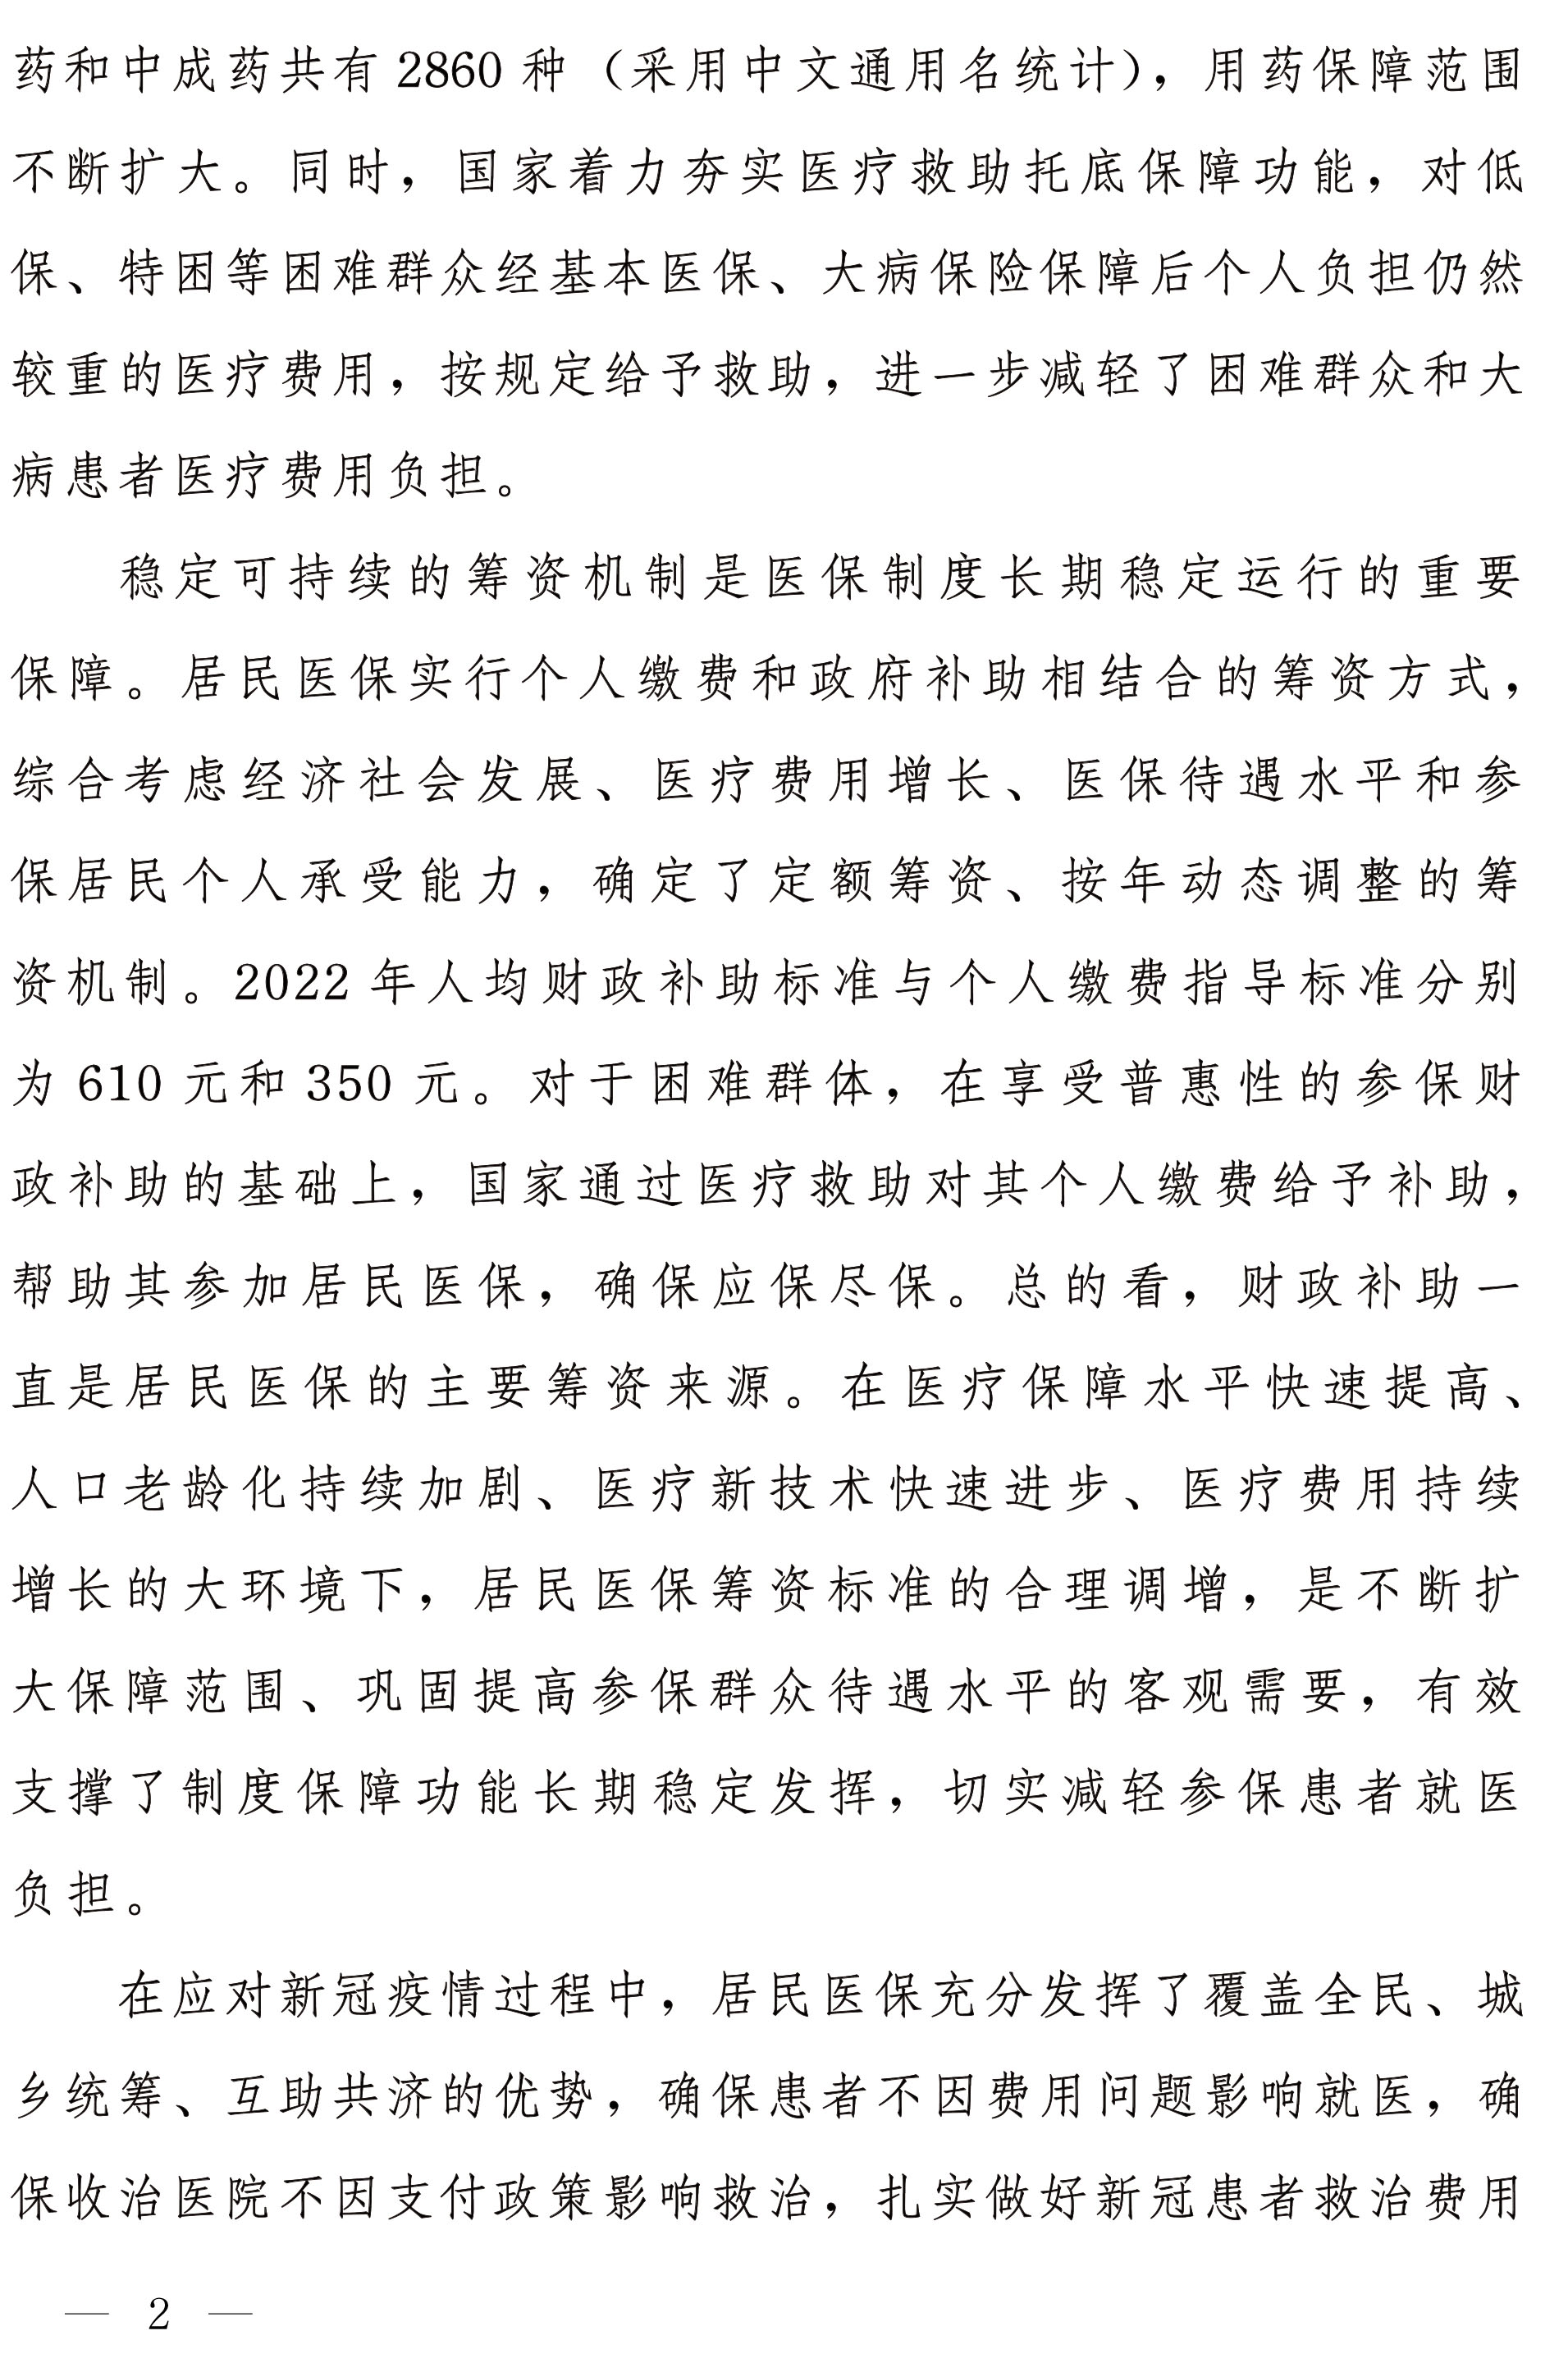 药和中成药共有 2860 种（采用中文通用名统计），用药保障范围
不断扩大。同时，国家着力夯实医疗救助托底保障功能，对低
保、特困等困难群众经基本医保、大病保险保障后个人负担仍然
较重的医疗费用，按规定给予救助，进一步减轻了困难群众和大
病患者医疗费用负担。
稳定可持续的筹资机制是医保制度长期稳定运行的重要
保障。居民医保实行个人缴费和政府补助相结合的筹资方式，
综合考虑经济社会发展、医疗费用增长、医保待遇水平和参
保居民个人承受能力，确定了定额筹资、按年动态调整的筹
资机制。2022 年人均财政补助标准与个人缴费指导标准分别
为 610 元和 350 元。对于困难群体，在享受普惠性的参保财
政补助的基础上，国家通过医疗救助对其个人缴费给予补助，
帮助其参加居民医保，确保应保尽保。总的看，财政补助一
直是居民医保的主要筹资来源。在医疗保障水平快速提高、
人口老龄化持续加剧、医疗新技术快速进步、医疗费用持续
增长的大环境下，居民医保筹资标准的合理调增，是不断扩
大保障范围、巩固提高参保群众待遇水平的客观需要，有效
支撑了制度保障功能长期稳定发挥，切实减轻参保患者就医
负担。
在应对新冠疫情过程中，居民医保充分发挥了覆盖全民、城
乡统筹、互助共济的优势，确保患者不因费用问题影响就医，确
保收治医院不因支付政策影响救治，扎实做好新冠患者救治费用
— 2 —